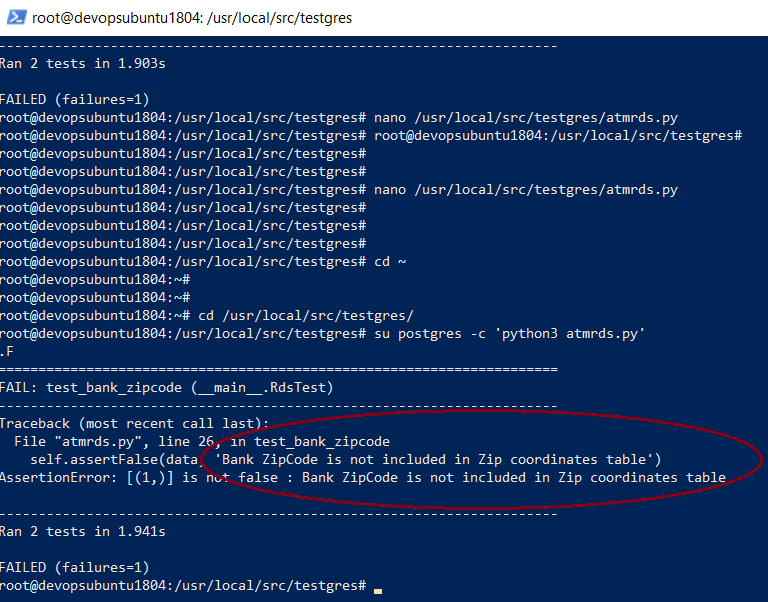 root@devopsubuntu1804: /usr/local/src/testgres
----------------------------------------------------------------------
Ran 2 tests in 1.903s
FAILED (failures=1)
root@devopsubuntu1804:/usr/local/src/testgres# nano /usr/local/src/testgres/atmrds.py
root@devopsubuntu1804:/usr/local/src/testgres# root@devopsubuntu1804:/usr/local/src/testgres#
root@devopsubuntu1804:/usr/local/src/testgres#
root@devopsubuntu1804:/usr/local/src/testgres#
root@devopsubuntu1804:/usr/local/src/testgres# nano /usr/local/src/testgres/atmrds.py
root@devopsubuntu1804:/usr/local/src/testgres#
root@devopsubuntu1804:/usr/local/src/testgres#
root@devopsubuntu1804:/usr/local/src/testgres#
root@devopsubuntu1804:/usr/local/src/testgres# cd ~
root@devopsubuntu1804:~#
root@devopsubuntu1804:~#
root@devopsubuntu1804:~# cd /usr/local/src/testgres/
root@devopsubuntu1804:/usr/local/src/testgres# su postgres -c 'python3 atmrds.py'
.F
======================================================================
FAIL: test_bank_zipcode (__main__.RdsTest)
----------------------------------------------------------------------
Traceback (most recent call last):
  File "atmrds.py", line 26, in test_bank_zipcode
    self.assertFalse(data, 'Bank ZipCode is not included in Zip coordinates table')
AssertionError: [(1,)] is not false : Bank ZipCode is not included in Zip coordinates table
----------------------------------------------------------------------
Ran 2 tests in 1.941s
FAILED (failures=1)
root@devopsubuntu1804:/usr/local/src/testgres#